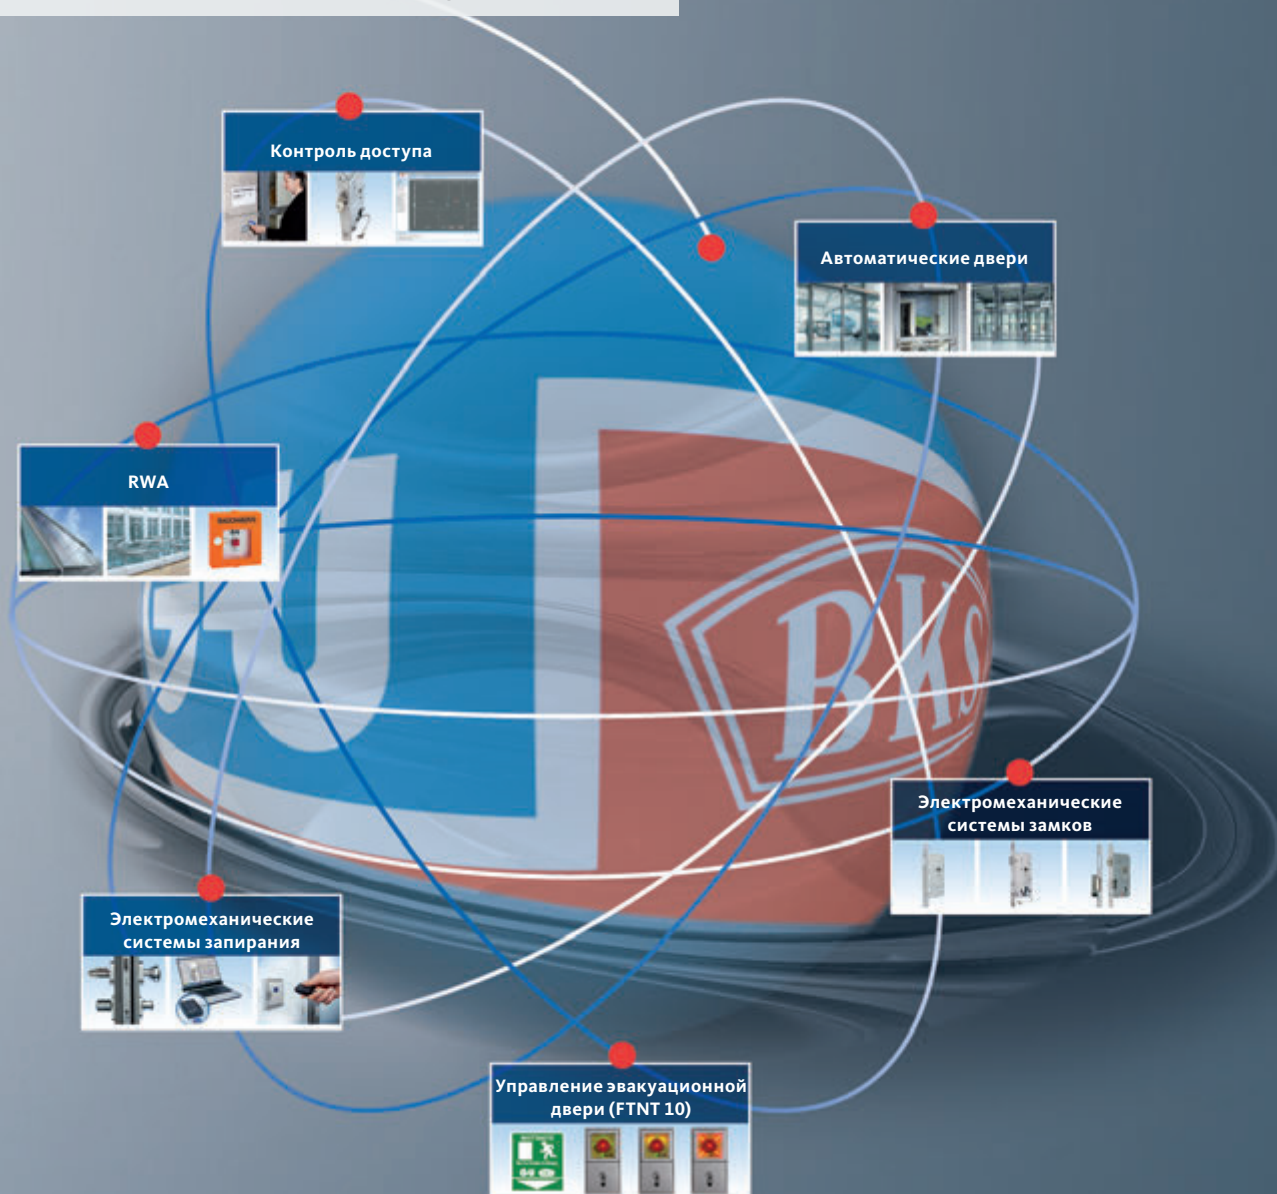 Контроль доступа
Автоматические двери
RWA
BKS
Электромеханические
системы замков
Электромеханические
системы запирания
Управление эвакуационной
двери (FTNT 10)